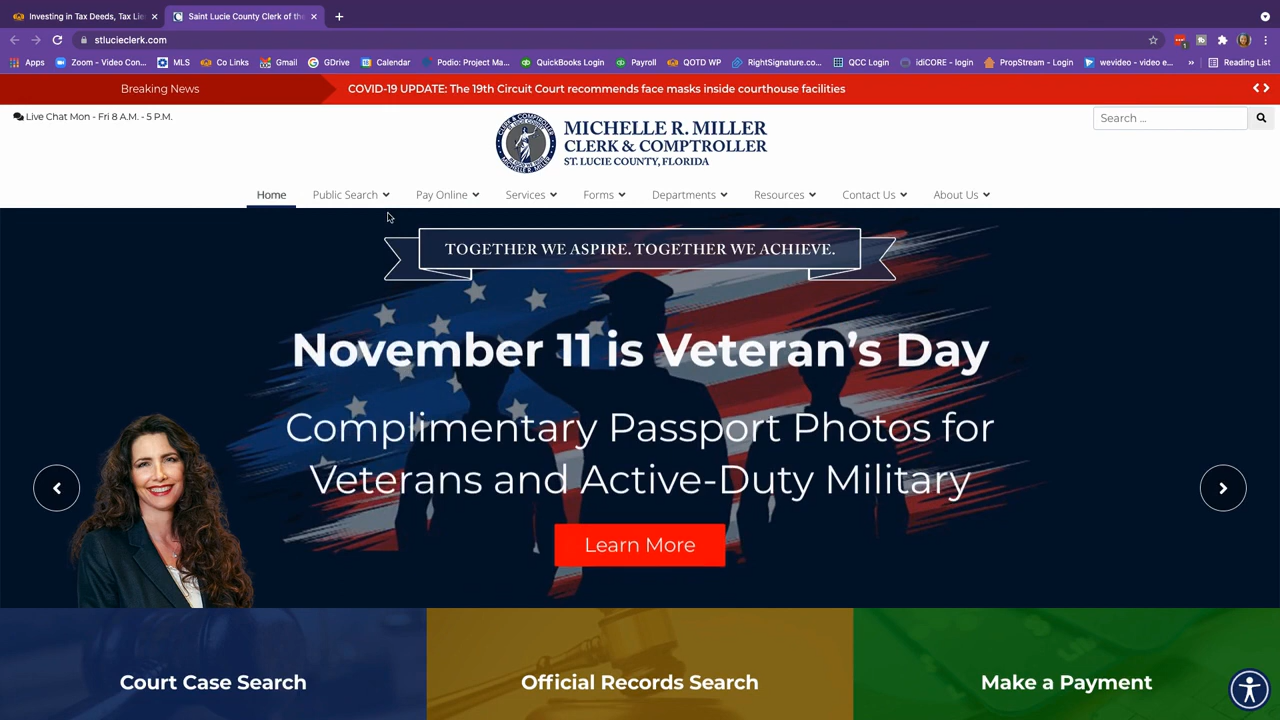 Investing in Tax Deeds, Tax Lie
Saint Lucie County Clerk of the
stlucieclerk.com
Apps
Zoom - Video Con...
MLS
Co Links
Gmail
GDrive
Calendar
Podio: Project Ma...
QuickBooks Login
Payroll
QOTD WP
RightSignature.co...
QCC Login
idiCORE - login
PropStream - Login
wevideo - video e...
»
Reading List
Breaking News
COVID-19 UPDATE: The 19th Circuit Court recommends face masks inside courthouse facilities
Live Chat Mon - Fri 8 A.M. - 5 P.M.
MICHELLE R. MILLER
CLERK & COMPTROLLER
ST. LUCIE COUNTY, FLORIDA
Search ...
Home
Public Search
Pay Online
Services
Forms
Departments
Resources
Contact Us
About Us
TOGETHER WE ASPIRE. TOGETHER WE ACHIEVE.
November 11 is Veteran's Day
Complimentary Passport Photos for
Veterans and Active-Duty Military
Learn More
Court Case Search
Official Records Search
Make a Payment